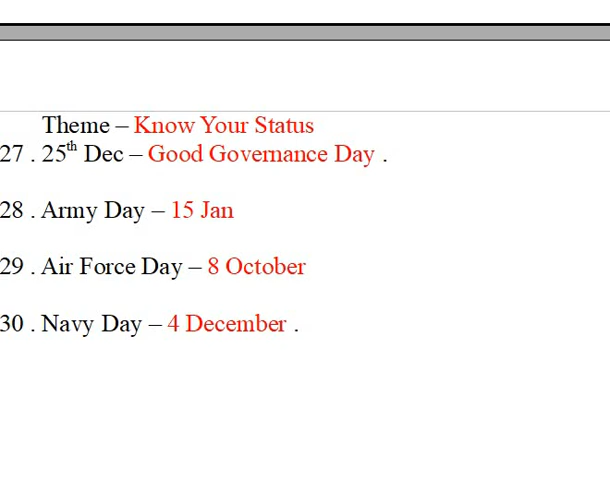 Theme – Know Your Status
27 . 25th Dec – Good Governance Day .
28 . Army Day – 15 Jan
29 . Air Force Day – 8 October
30 . Navy Day – 4 December .